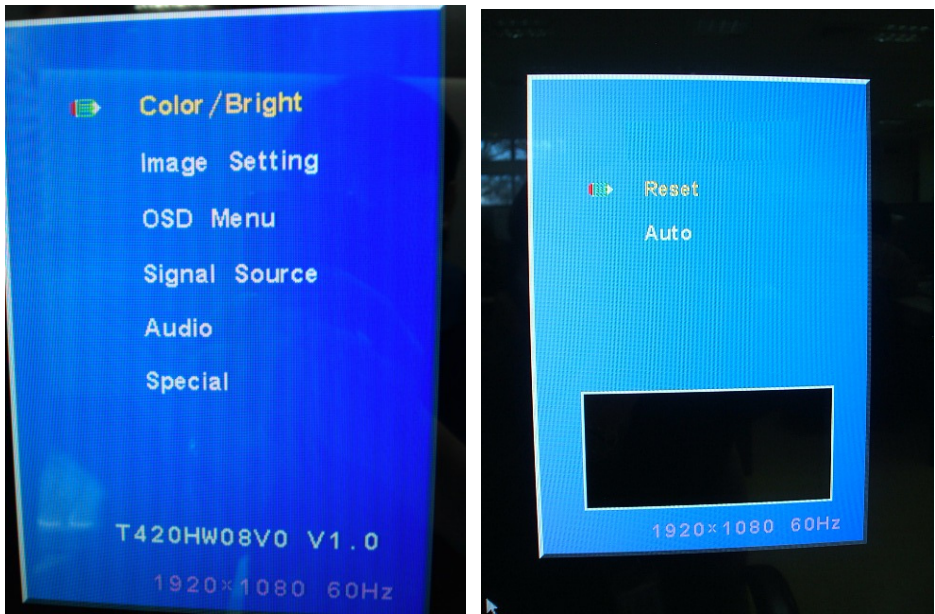 Color/Bright
Image Setting
OSD Menu
Signal Source
Audio
Special
T420HW08V0 V1.0
1920×1080 60Hz
Reset
Auto
1920×1080 60Hz